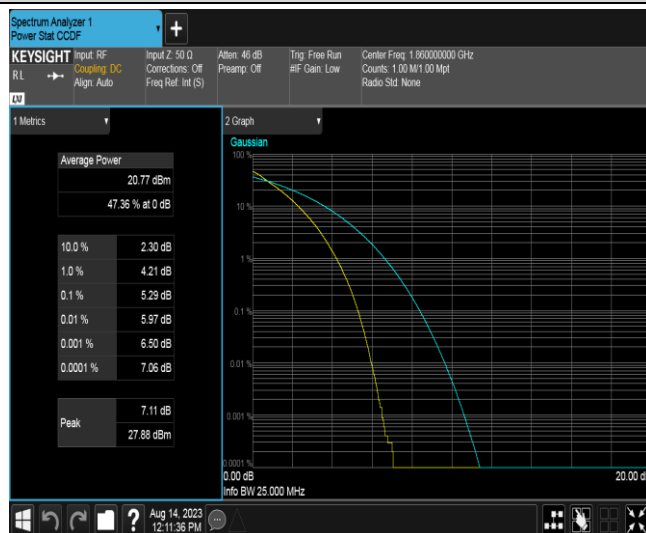 Spectrum Analyzer 1
Power Stat CCDF
+
KEYSIGHT
RL
LXI
Input: RF
Coupling: DC
Align: Auto
Input Z: 50 Ω
Corrections: Off
Freq Ref: Int (S)
Atten: 46 dB
Preamp: Off
Trig: Free Run
#IF Gain: Low
Center Freq: 1.860000000 GHz
Counts: 1.00 M/1.00 Mpt
Radio Std: None
1 Metrics
Average Power
20.77 dBm
47.36 % at 0 dB
10.0 % 2.30 dB
1.0 % 4.21 dB
0.1 % 5.29 dB
0.01 % 5.97 dB
0.001 % 6.50 dB
0.0001 % 7.06 dB
Peak
7.11 dB
27.88 dBm
2 Graph
Gaussian
100 %
10 %
1 %
0.1 %
0.01 %
0.001 %
0.0001 %
0.00 dB 20.00 d
Info BW 25.000 MHz
?
Aug 14, 2023
12:11:36 PM